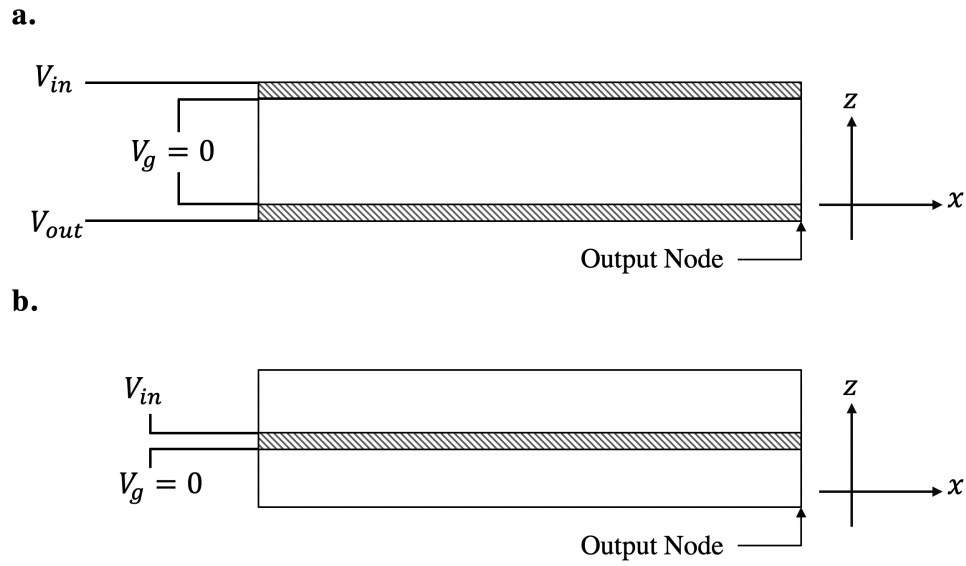 a.
V_in
z
V_g = 0
x
V_out
Output Node
b.
V_in
z
V_g = 0
x
Output Node